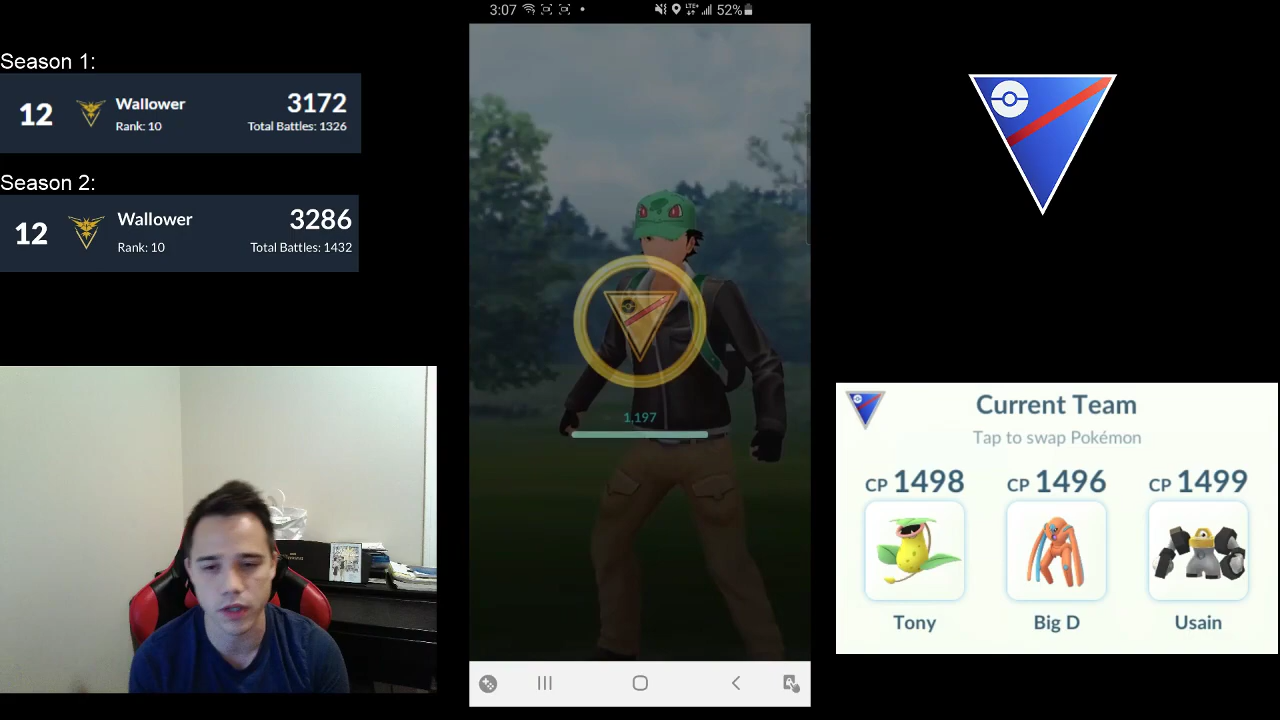 Season 1:
12 Wallower 3172
Rank: 10 Total Battles: 1326
Season 2:
12 Wallower 3286
Rank: 10 Total Battles: 1432
3:07 LTE+ 52%
1,197
Current Team
Tap to swap Pokémon
CP 1498 CP 1496 CP 1499
Tony Big D Usain